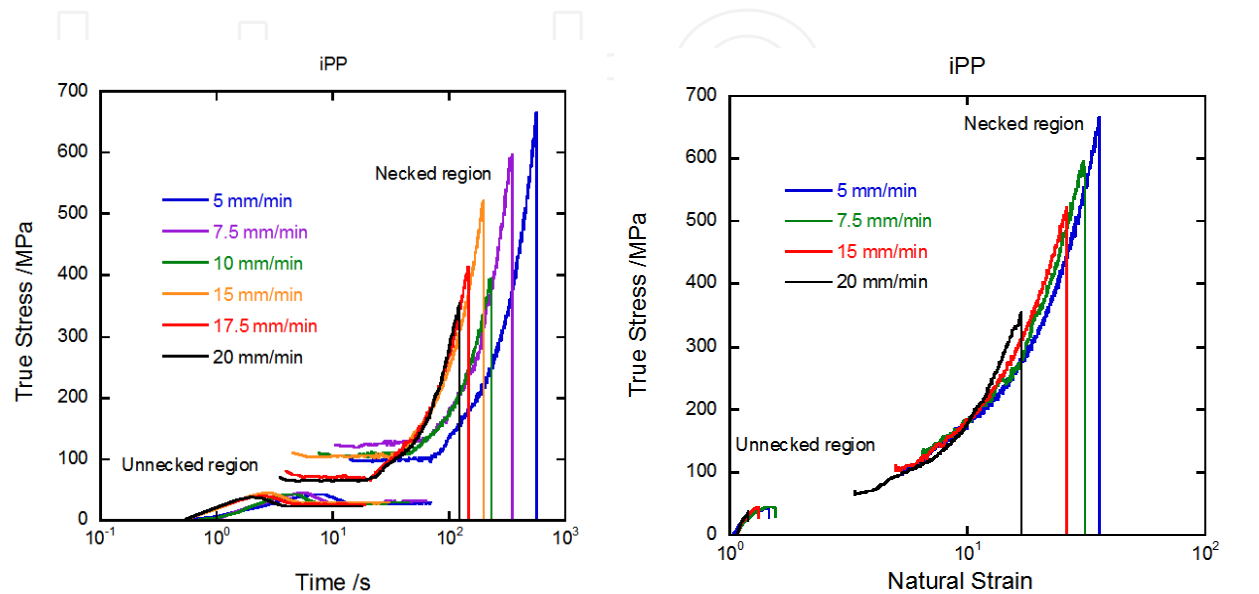 iPP
700
600
500
400
300
200
100
0
True Stress /MPa
Necked region
5 mm/min
7.5 mm/min
10 mm/min
15 mm/min
17.5 mm/min
20 mm/min
Unnecked region
10-1 100 101 102 103
Time /s
iPP
700
600
500
400
300
200
100
0
True Stress /MPa
Necked region
5 mm/min
7.5 mm/min
15 mm/min
20 mm/min
Unnecked region
100 101 102
Natural Strain